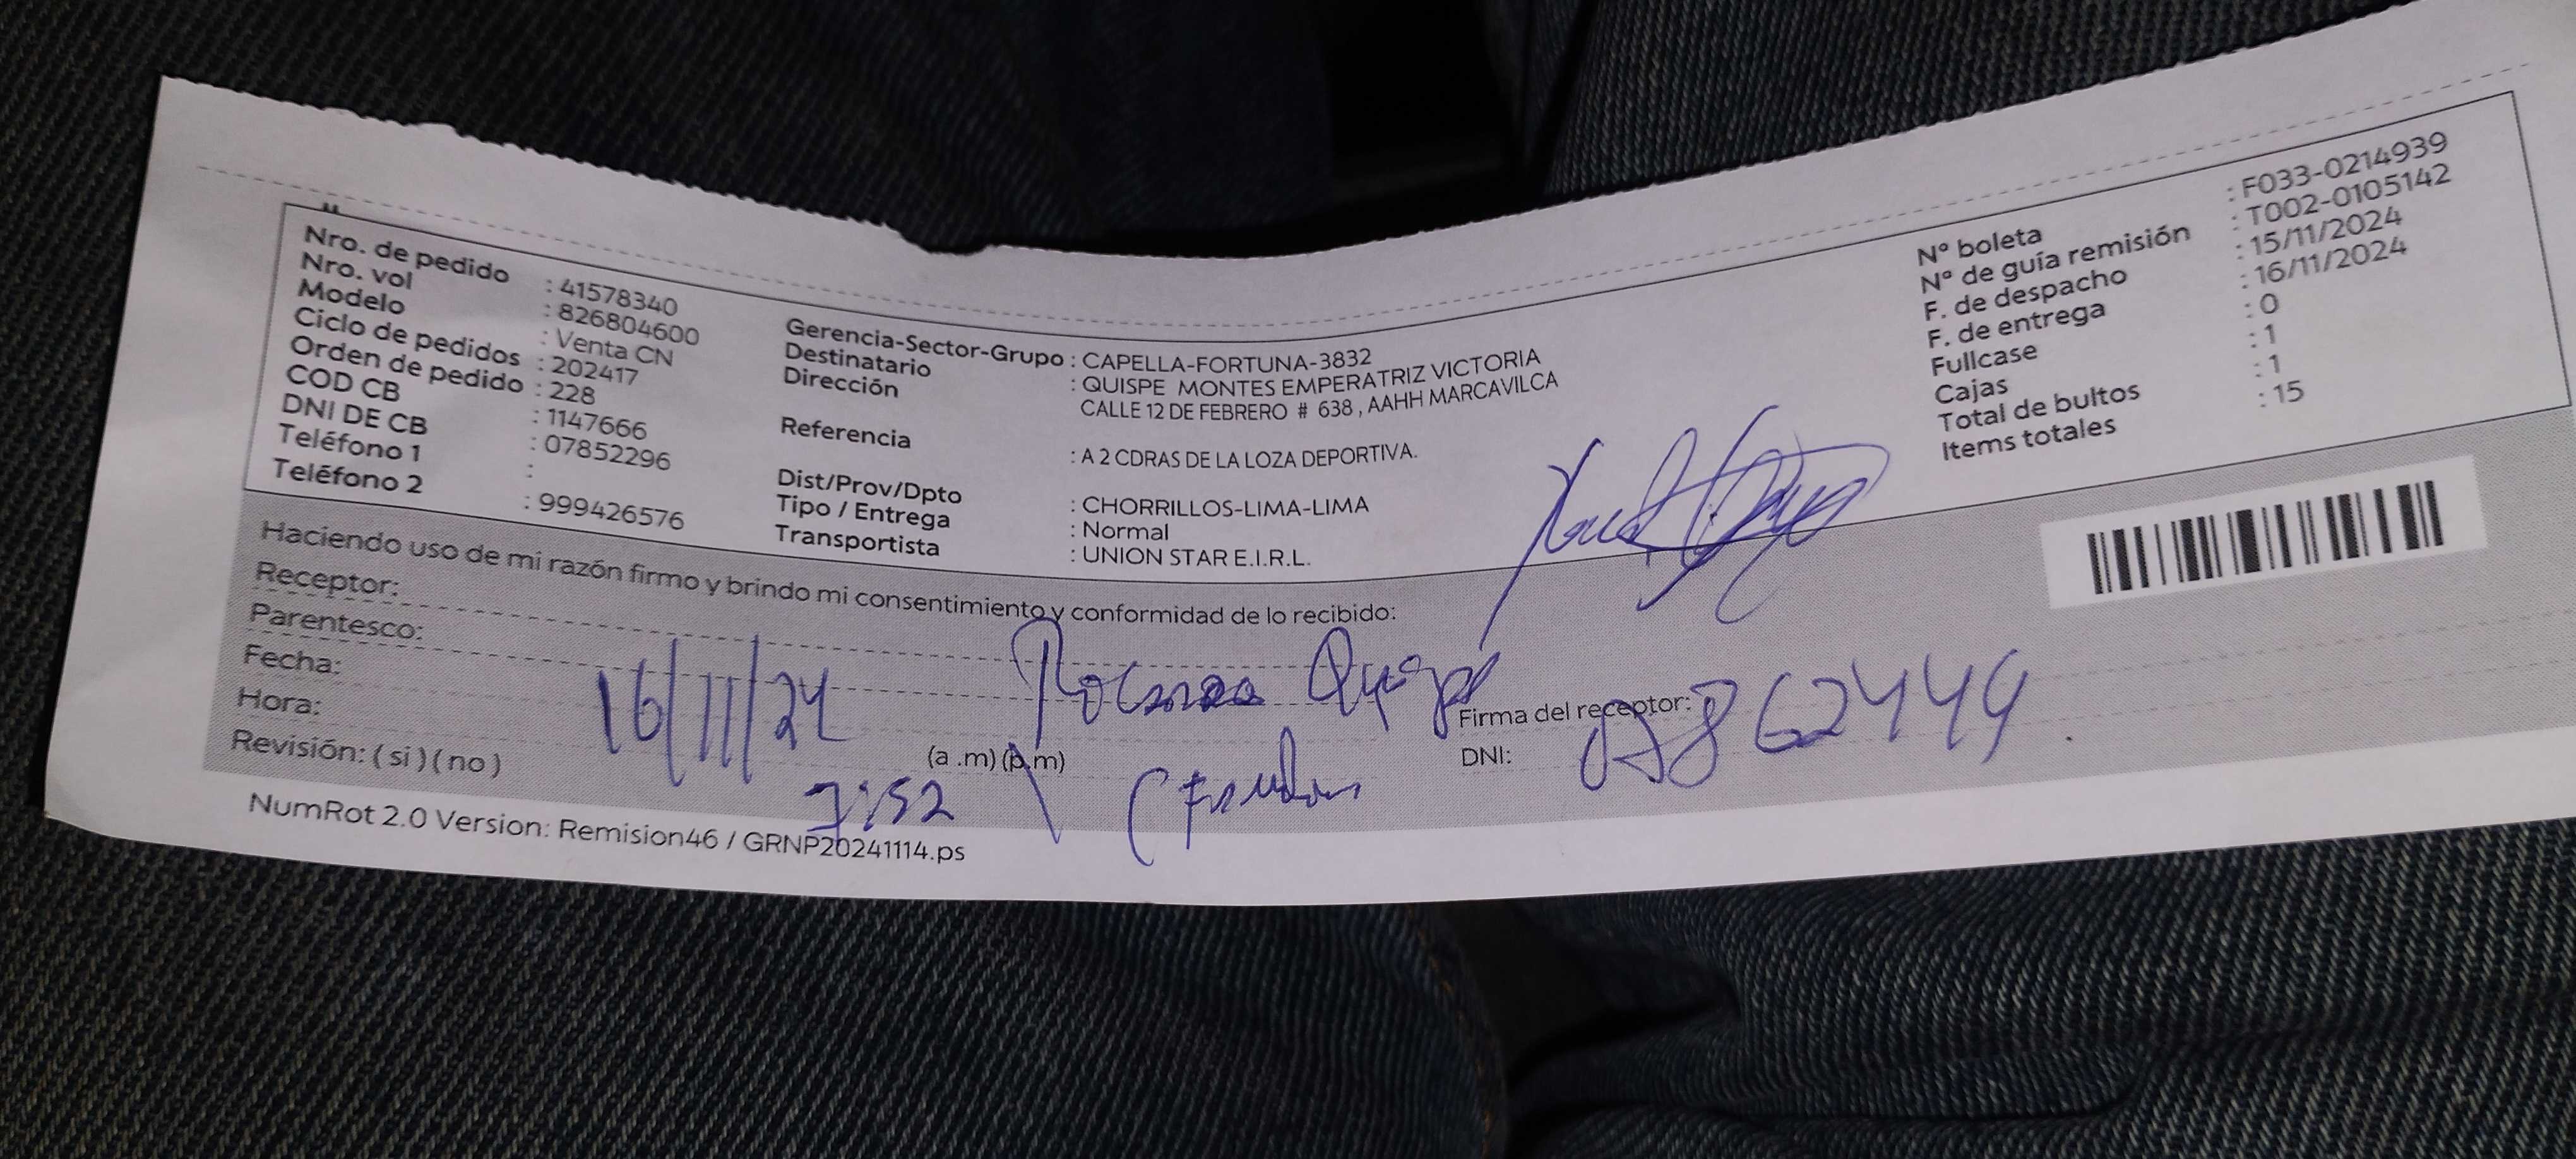 Nro. de pedido : 41578340
Nro. vol : 826804600
Modelo : Venta CN
Ciclo de pedidos : 202417
Orden de pedido : 228
COD CB : 1147666
DNI DE CB : 07852296
Teléfono 1 :
Teléfono 2 : 999426576
Gerencia-Sector-Grupo : CAPELLA-FORTUNA-3832
Destinatario : QUISPE MONTES EMPERATRIZ VICTORIA
Dirección CALLE 12 DE FEBRERO # 638 , AAHH MARCAVILCA
Referencia : A 2 CDRAS DE LA LOZA DEPORTIVA.
Dist/Prov/Dpto : CHORRILLOS-LIMA-LIMA
Tipo / Entrega : Normal
Transportista : UNION STAR E.I.R.L.
N° boleta : F033-0214939
N° de guía remisión : T002-0105142
F. de despacho : 15/11/2024
F. de entrega : 16/11/2024
Fullcase : 0
Cajas : 1
Total de bultos : 1
Items totales : 15
Haciendo uso de mi razón firmo y brindo mi consentimiento y conformidad de lo recibido:
Receptor:
Parentesco:
Fecha: 16/11/24
Hora: 7:52 (a .m) (p.m)
Revisión: ( si ) ( no )
Firma del receptor:
DNI: 07862449
NumRot 2.0 Version: Remision46 / GRNP20241114.ps